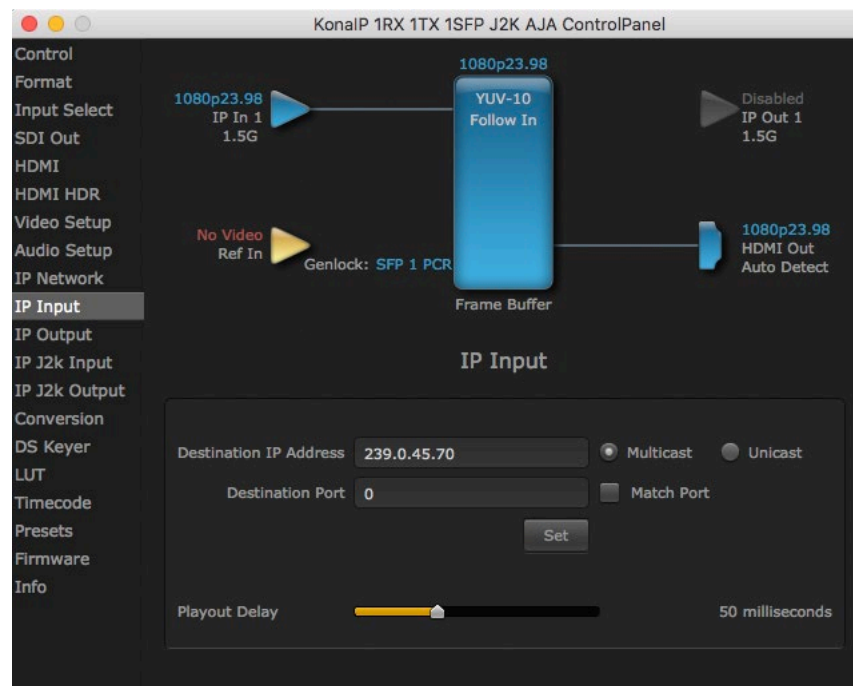 KonaIP 1RX 1TX 1SFP J2K AJA ControlPanel
Control
Format
Input Select
SDI Out
HDMI
HDMI HDR
Video Setup
Audio Setup
IP Network
IP Input
IP Output
IP J2k Input
IP J2k Output
Conversion
DS Keyer
LUT
Timecode
Presets
Firmware
Info
1080p23.98
IP In 1
1.5G
No Video
Ref In
Genlock: SFP 1 PCR
1080p23.98
YUV-10
Follow In
Frame Buffer
Disabled
IP Out 1
1.5G
1080p23.98
HDMI Out
Auto Detect
IP Input
Destination IP Address 239.0.45.70 Multicast Unicast
Destination Port 0 Match Port
Set
Playout Delay 50 milliseconds